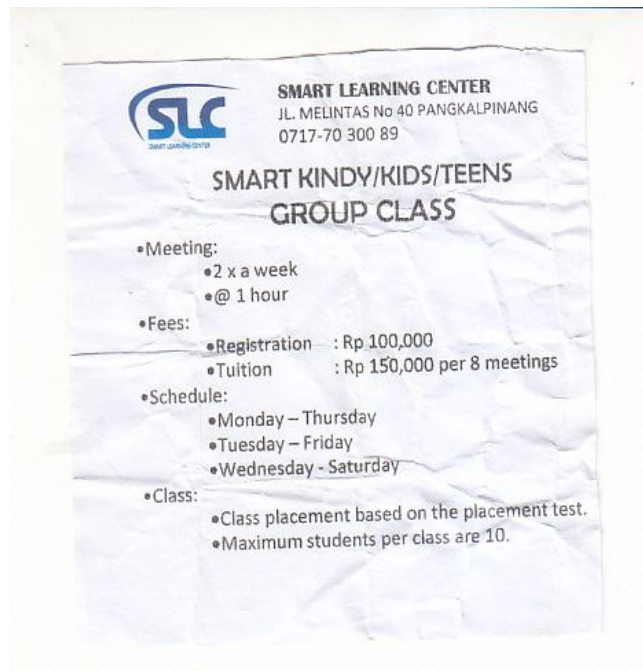 SLC
SMART LEARNING CENTER
SMART LEARNING CENTER
JL. MELINTAS No 40 PANGKALPINANG
0717-70 300 89
SMART KINDY/KIDS/TEENS
GROUP CLASS
•Meeting:
•2 x a week
•@ 1 hour
•Fees:
•Registration : Rp 100,000
•Tuition : Rp 150,000 per 8 meetings
•Schedule:
•Monday – Thursday
•Tuesday – Friday
•Wednesday - Saturday
•Class:
•Class placement based on the placement test.
•Maximum students per class are 10.